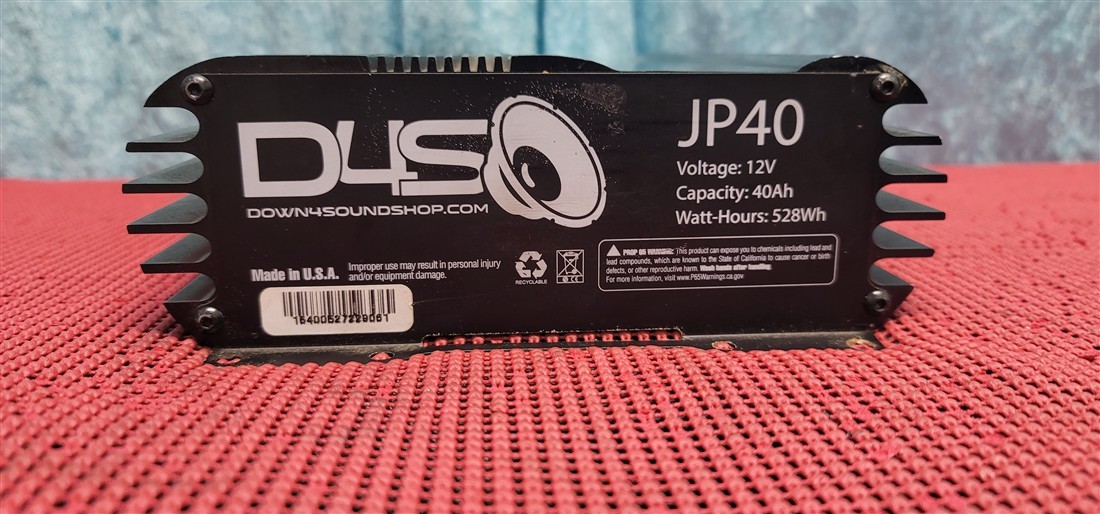 D4S
DOWN4SOUNDSHOP.COM
JP40
Voltage: 12V
Capacity: 40Ah
Watt-Hours: 528Wh
Made in U.S.A.
Improper use may result in personal injury
and/or equipment damage.
RECYCLABLE
PROP 65 WARNING: This product can expose you to chemicals including lead and
lead compounds, which are known to the State of California to cause cancer or birth
defects, or other reproductive harm. Wash hands after handling.
For more information, visit www.P65Warnings.ca.gov
15400527229061